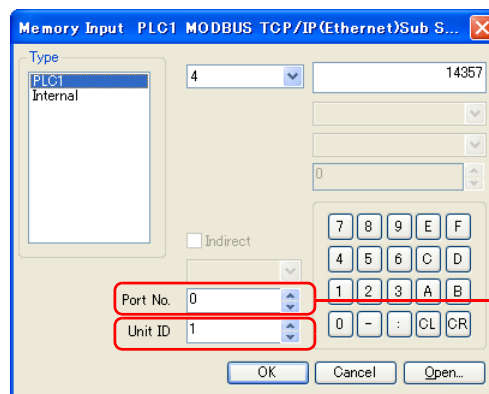 Memory Input PLC1 MODBUS TCP/IP(Ethernet)Sub S...
Type
PLC1
Internal
4
14357
0
Indirect
7 8 9 E F
4 5 6 C D
1 2 3 A B
0 - : CL CR
Port No. 0
Unit ID 1
OK Cancel Open...